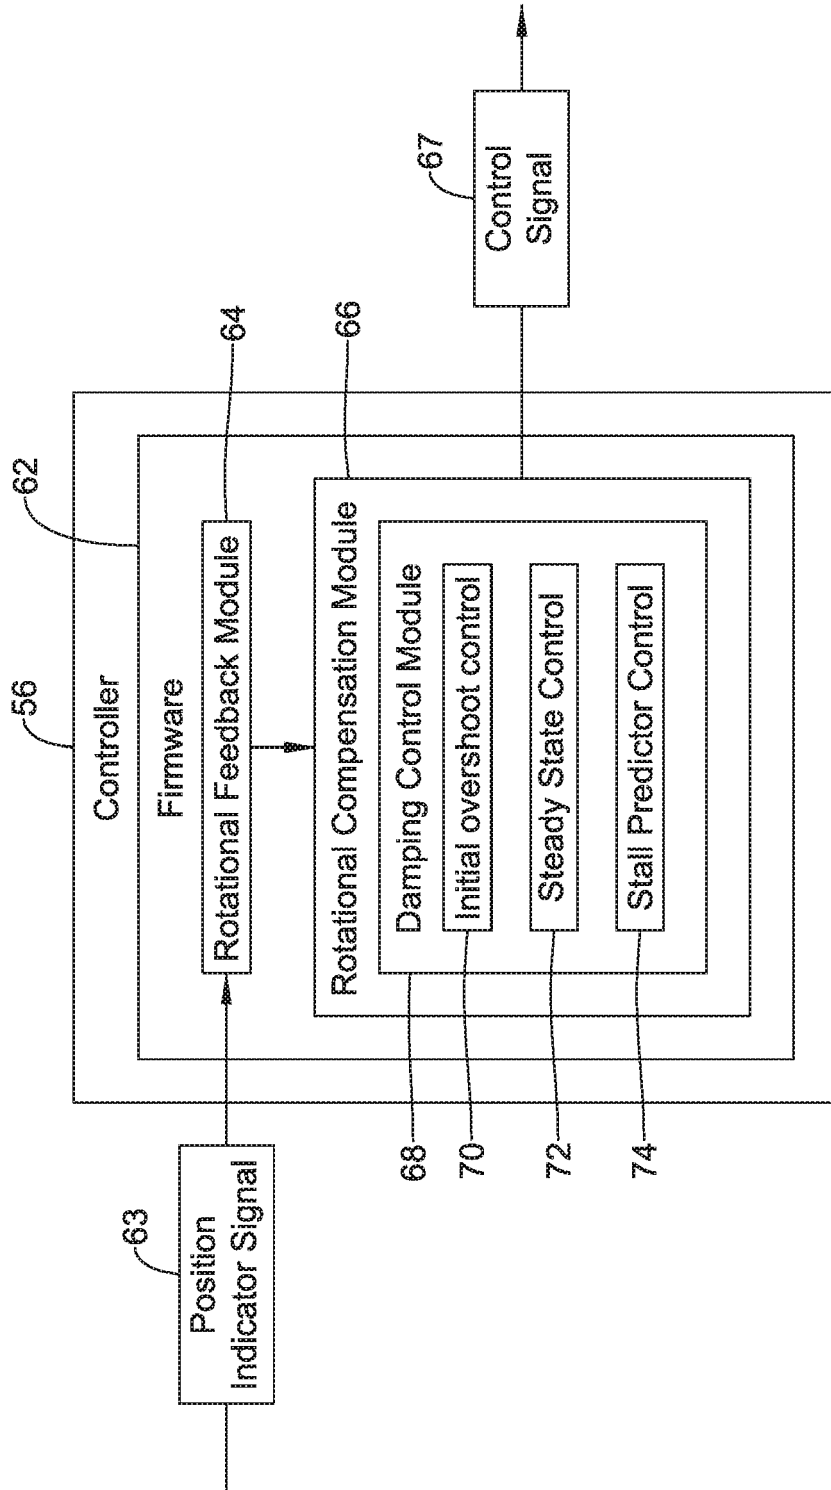 56
Controller
62
Firmware
63
Position
Indicator Signal
64
Rotational Feedback Module
66
Rotational Compensation Module
68
Damping Control Module
70
Initial overshoot control
72
Steady State Control
74
Stall Predictor Control
67
Control
Signal